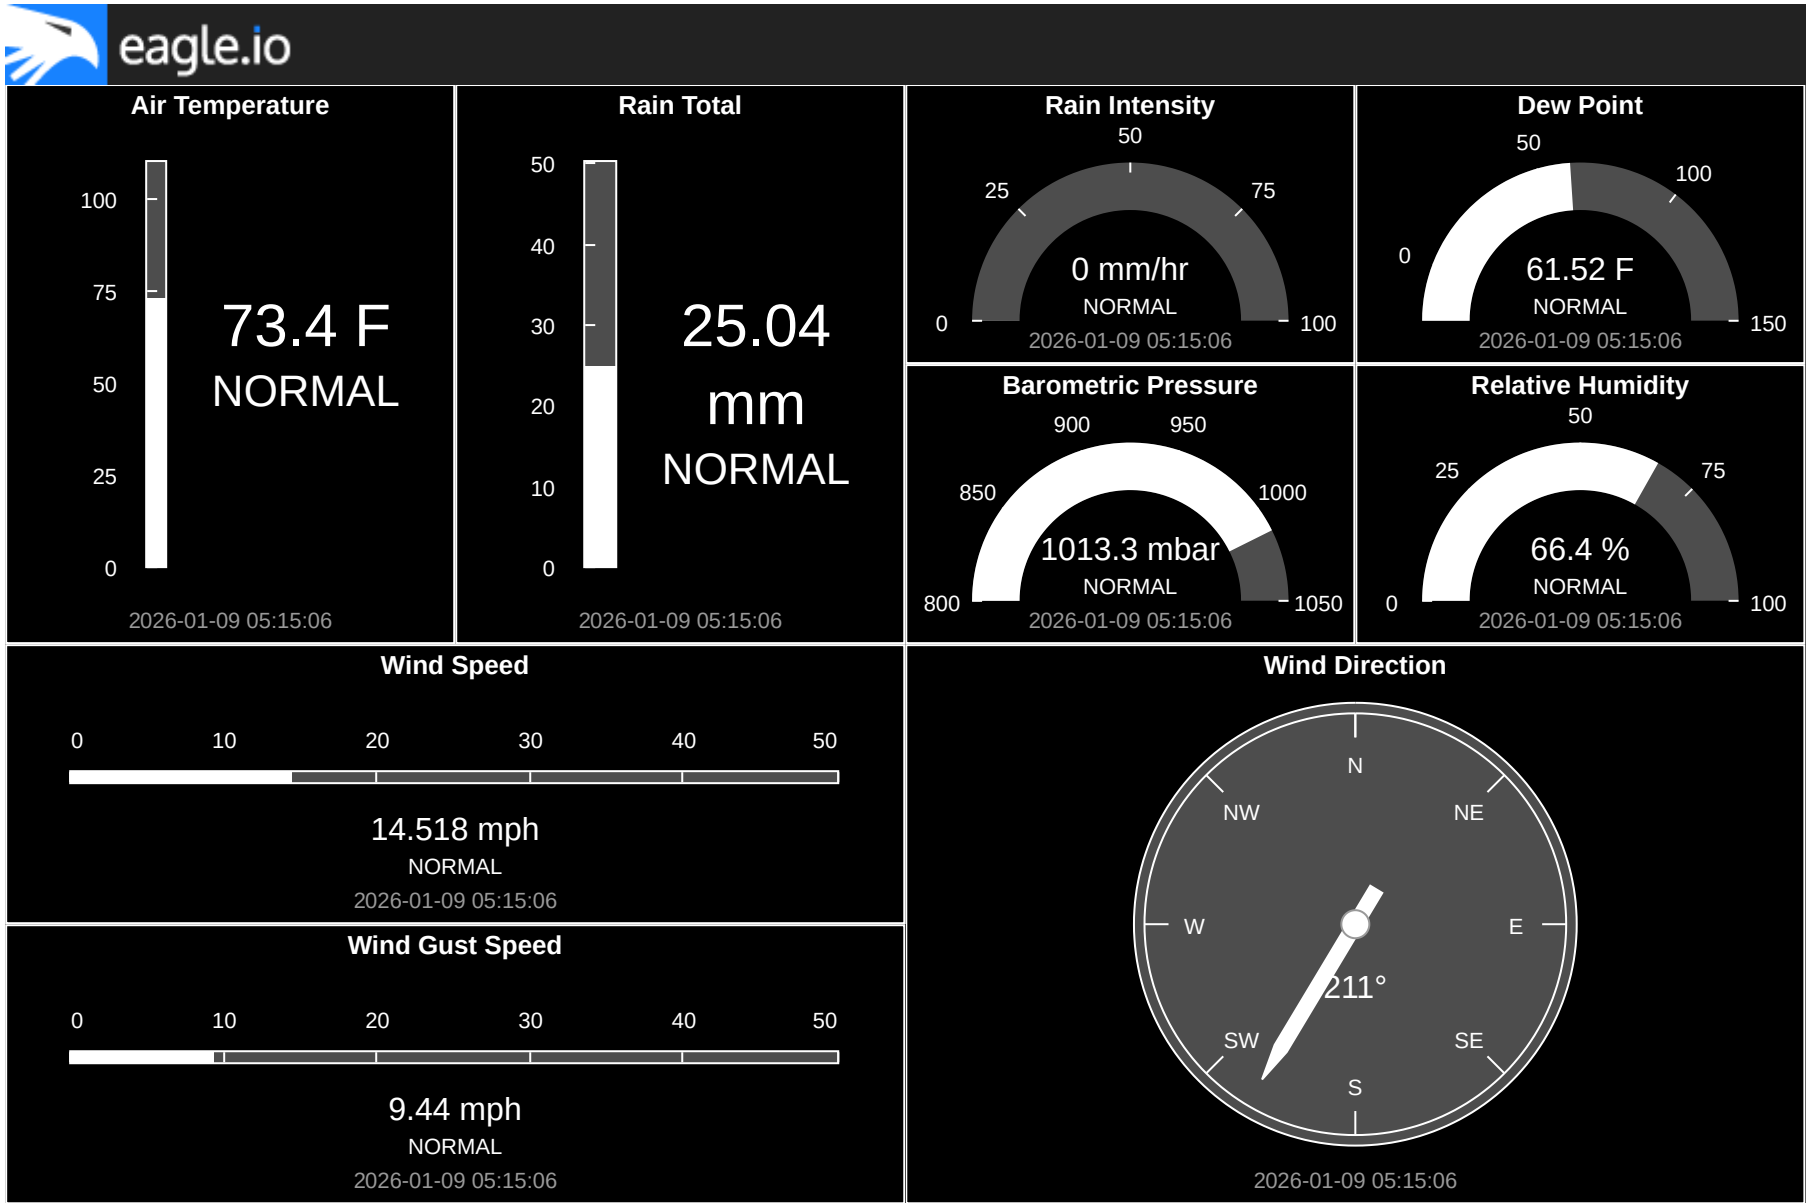 eagle.io
Air Temperature
100
75
50
25
0
73.4 F
NORMAL
2026-01-09 05:15:06
Rain Total
50
40
30
20
10
0
25.04
mm
NORMAL
2026-01-09 05:15:06
Rain Intensity
50
25
75
0
100
0 mm/hr
NORMAL
2026-01-09 05:15:06
Dew Point
50
100
0
150
61.52 F
NORMAL
2026-01-09 05:15:06
Barometric Pressure
900
950
850
1000
800
1050
1013.3 mbar
NORMAL
2026-01-09 05:15:06
Relative Humidity
50
25
75
0
100
66.4 %
NORMAL
2026-01-09 05:15:06
Wind Speed
0 10 20 30 40 50
14.518 mph
NORMAL
2026-01-09 05:15:06
Wind Gust Speed
0 10 20 30 40 50
9.44 mph
NORMAL
2026-01-09 05:15:06
Wind Direction
N
NW
NE
W
E
211°
SW
SE
S
2026-01-09 05:15:06